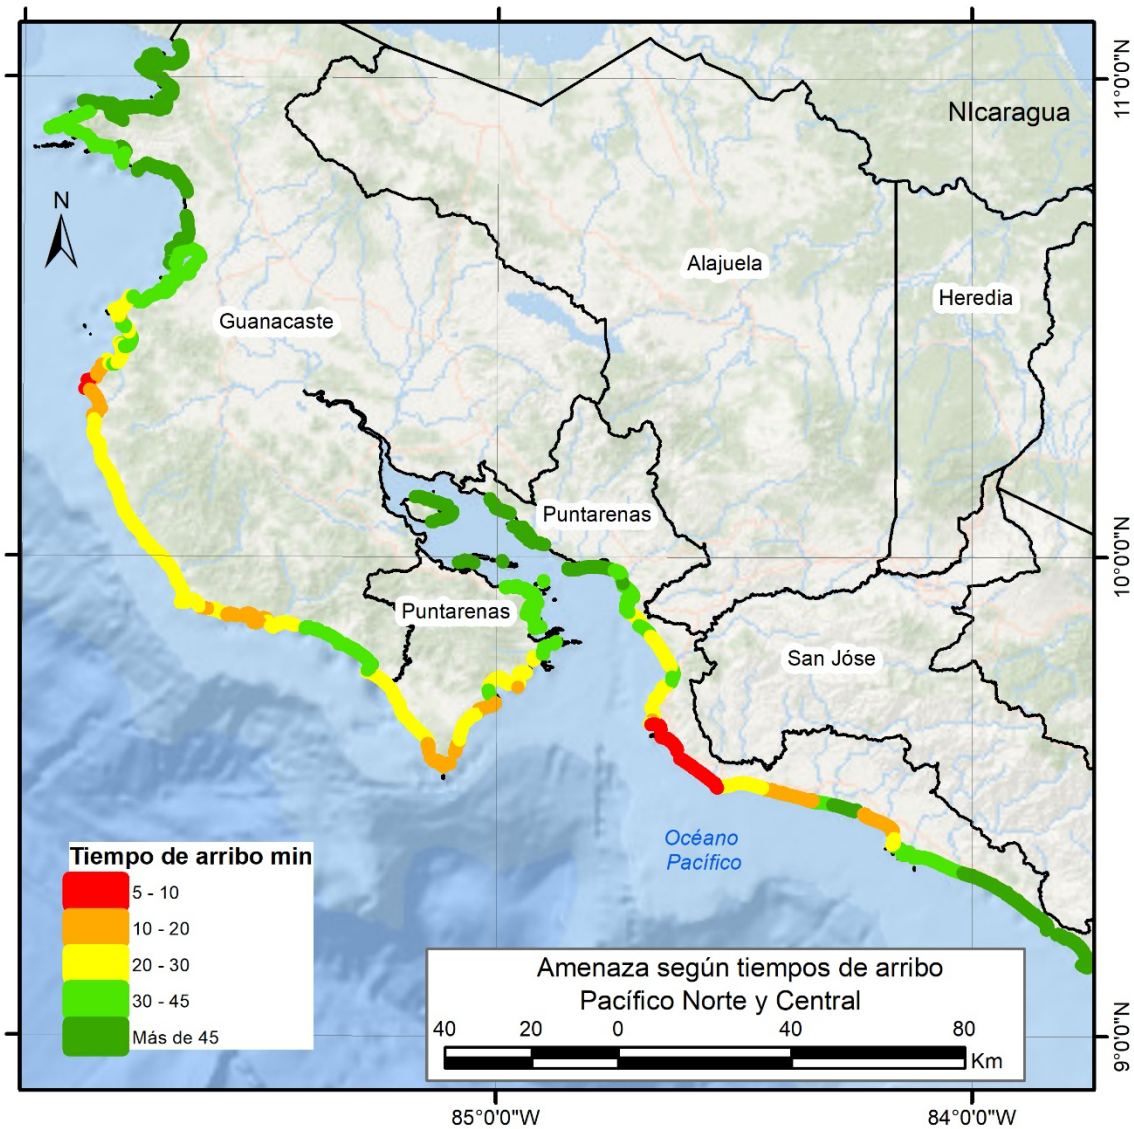 11°0'0"N
NIcaragua
N
Alajuela
Heredia
Guanacaste
Puntarenas
10°0'0"N
Puntarenas
San Jóse
Océano
Pacífico
Tiempo de arribo min
5 - 10
10 - 20
20 - 30
30 - 45
Más de 45
Amenaza según tiempos de arribo
Pacífico Norte y Central
40 20 0 40 80
Km
9°0'0"N
85°0'0"W 84°0'0"W